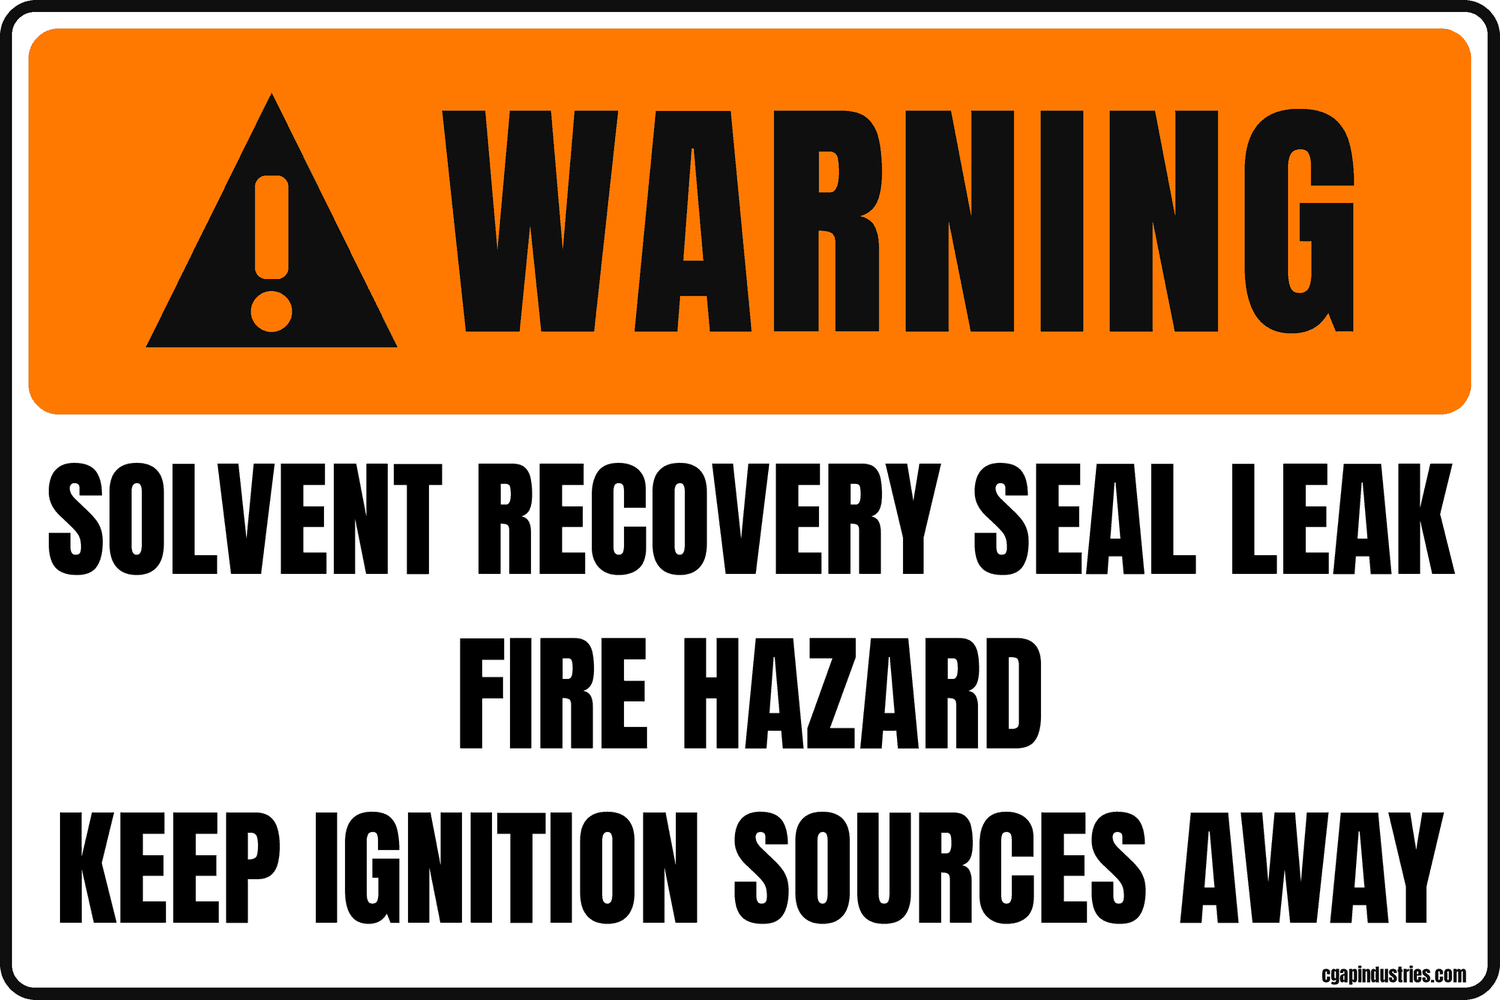 WARNING
SOLVENT RECOVERY SEAL LEAK
FIRE HAZARD
KEEP IGNITION SOURCES AWAY
cgapindustries.com